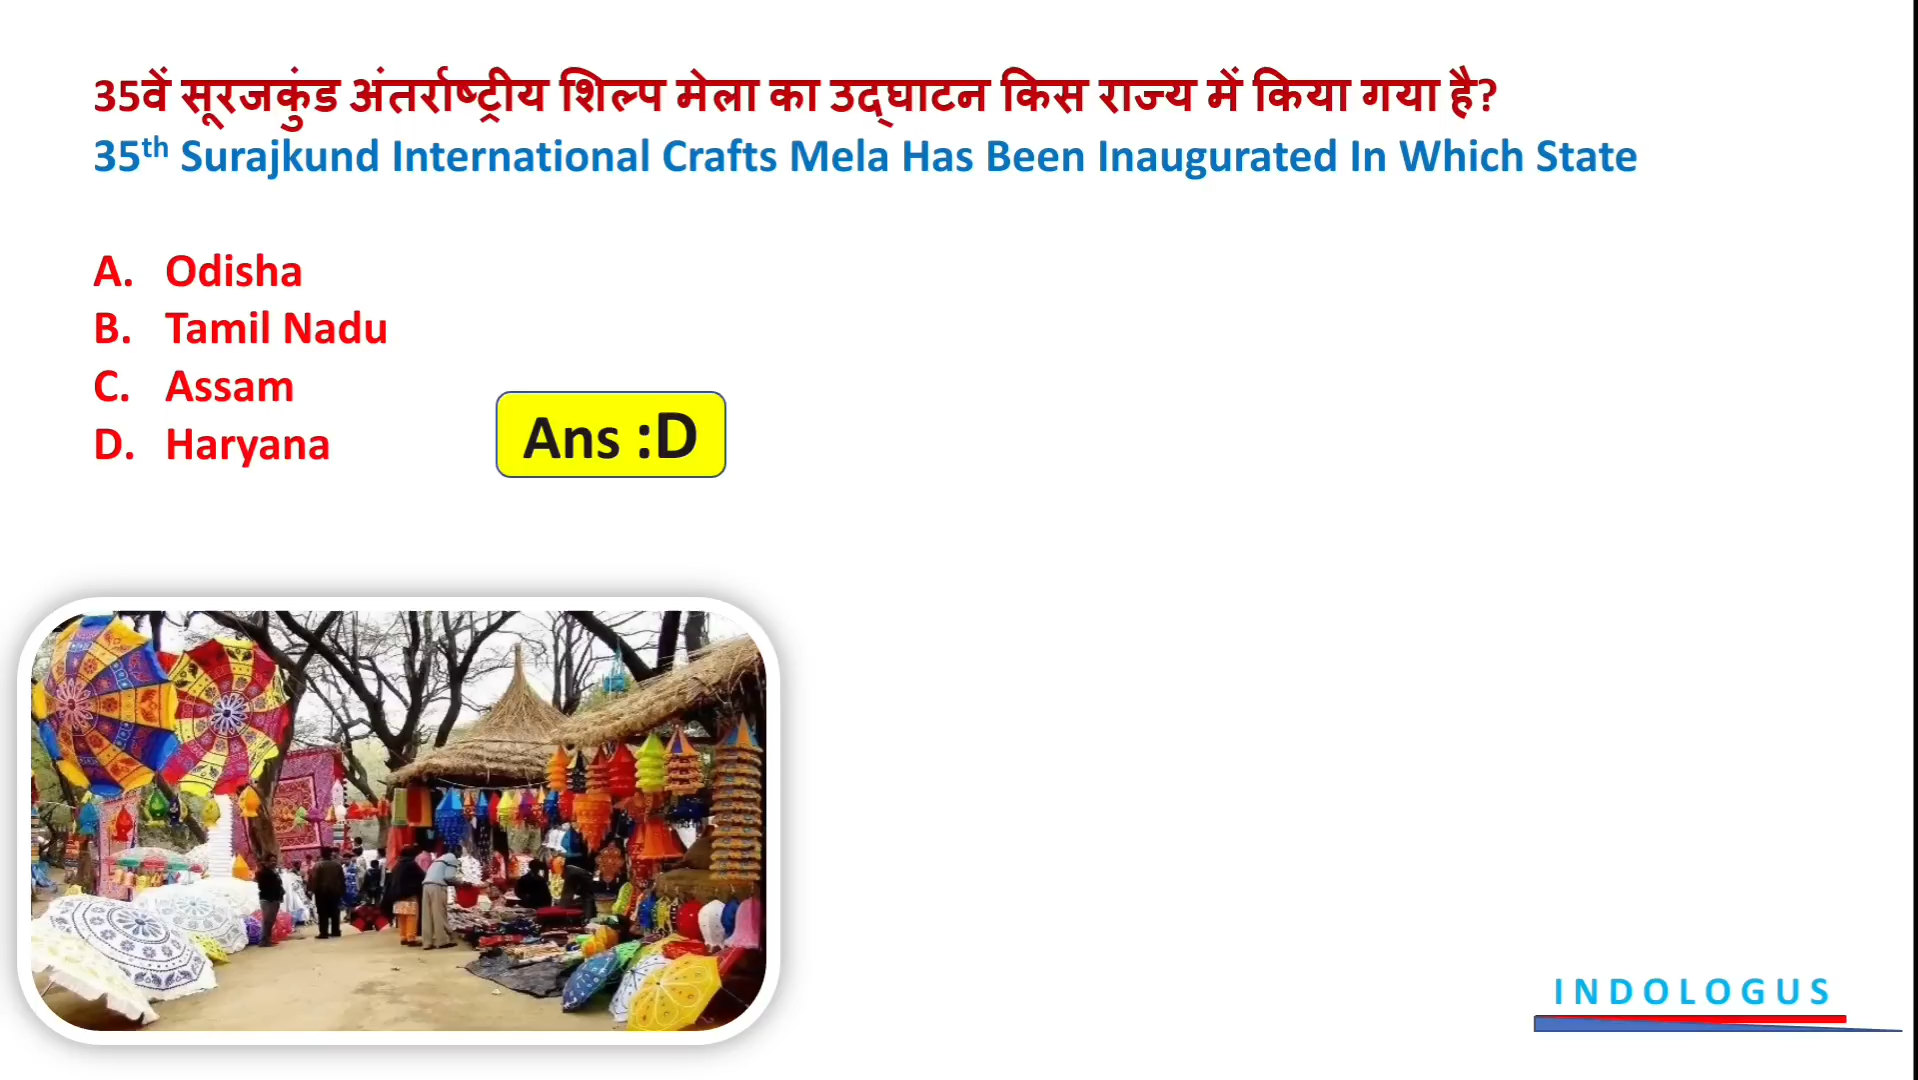 35वें सूरजकुंड अंतर्राष्ट्रीय शिल्प मेला का उद्घाटन किस राज्य में किया गया है?
35th Surajkund International Crafts Mela Has Been Inaugurated In Which State
A. Odisha
B. Tamil Nadu
C. Assam
D. Haryana
Ans :D
INDOLOGUS